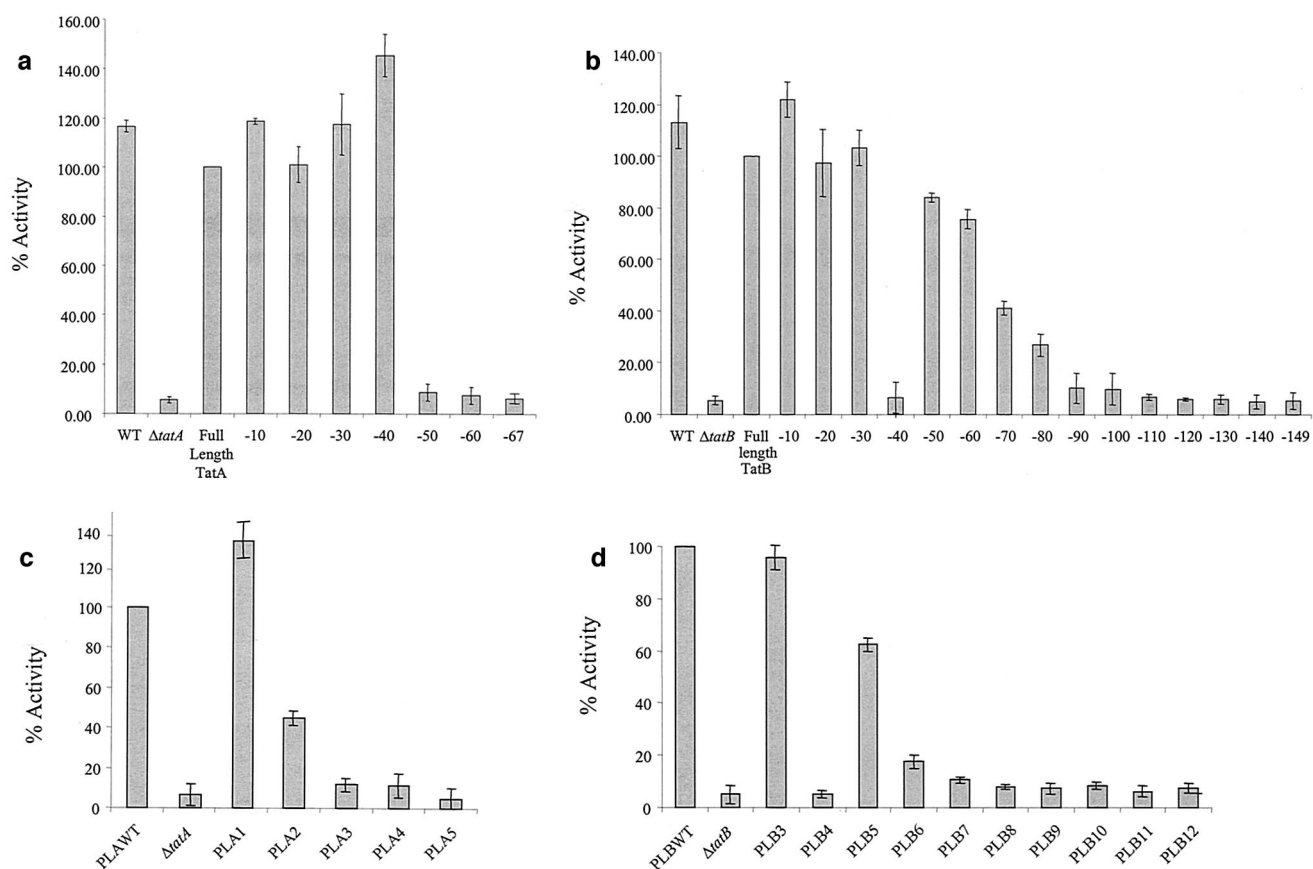 a
160.00
140.00
120.00
100.00
80.00
60.00
40.00
20.00
0.00
% Activity
WT
ΔtatA
Full
Length
TatA
-10
-20
-30
-40
-50
-60
-67
b
140.00
120.00
100.00
80.00
60.00
40.00
20.00
0.00
% Activity
WT
ΔtatB
Full
length
TatB
-10
-20
-30
-40
-50
-60
-70
-80
-90
-100
-110
-120
-130
-140
-149
c
140
120
100
80
60
40
20
0
% Activity
PLAWT
ΔtatA
PLA1
PLA2
PLA3
PLA4
PLA5
d
100
80
60
40
20
0
% Activity
PLBWT
ΔtatB
PLB3
PLB4
PLB5
PLB6
PLB7
PLB8
PLB9
PLB10
PLB11
PLB12